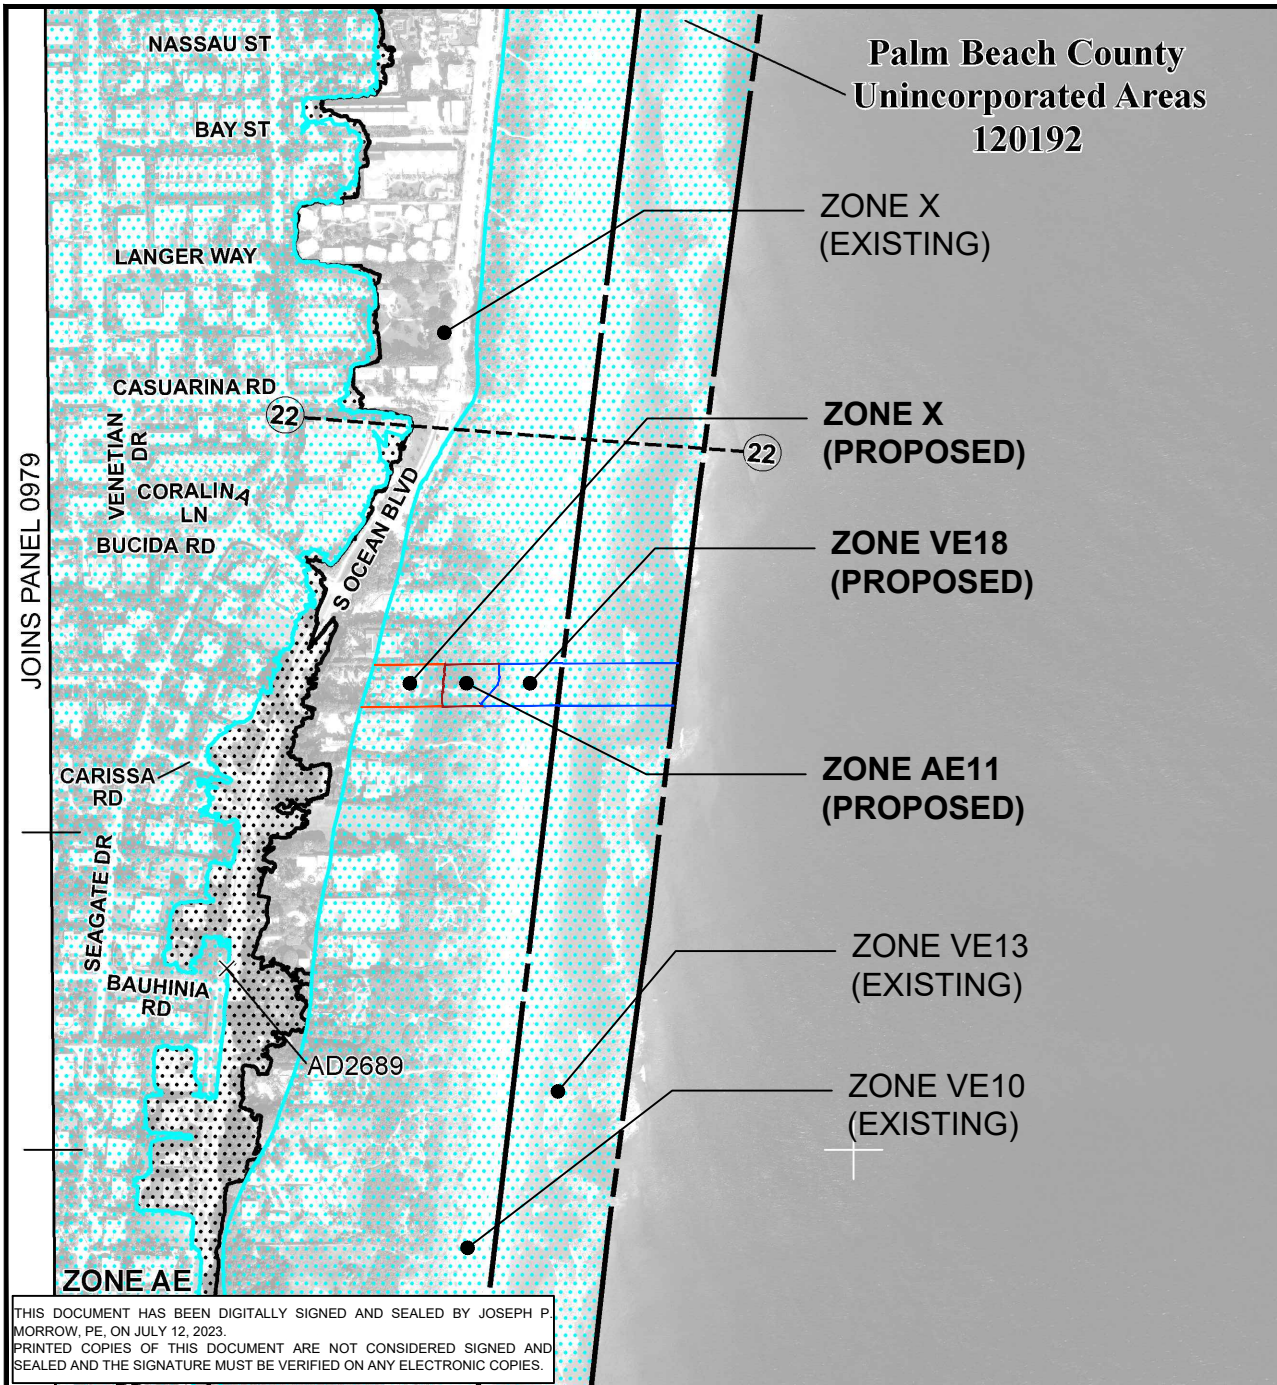 NASSAU ST
BAY ST
LANGER WAY
CASUARINA RD
22
22
VENETIAN
DR
CORALINA
LN
BUCIDA RD
S OCEAN BLVD
JOINS PANEL 0979
CARISSA
RD
SEAGATE DR
BAUHINIA
RD
AD2689
ZONE AE
Palm Beach County
Unincorporated Areas
120192
ZONE X
(EXISTING)
ZONE X
(PROPOSED)
ZONE VE18
(PROPOSED)
ZONE AE11
(PROPOSED)
ZONE VE13
(EXISTING)
ZONE VE10
(EXISTING)
THIS DOCUMENT HAS BEEN DIGITALLY SIGNED AND SEALED BY JOSEPH P.
MORROW, PE, ON JULY 12, 2023.
PRINTED COPIES OF THIS DOCUMENT ARE NOT CONSIDERED SIGNED AND
SEALED AND THE SIGNATURE MUST BE VERIFIED ON ANY ELECTRONIC COPIES.